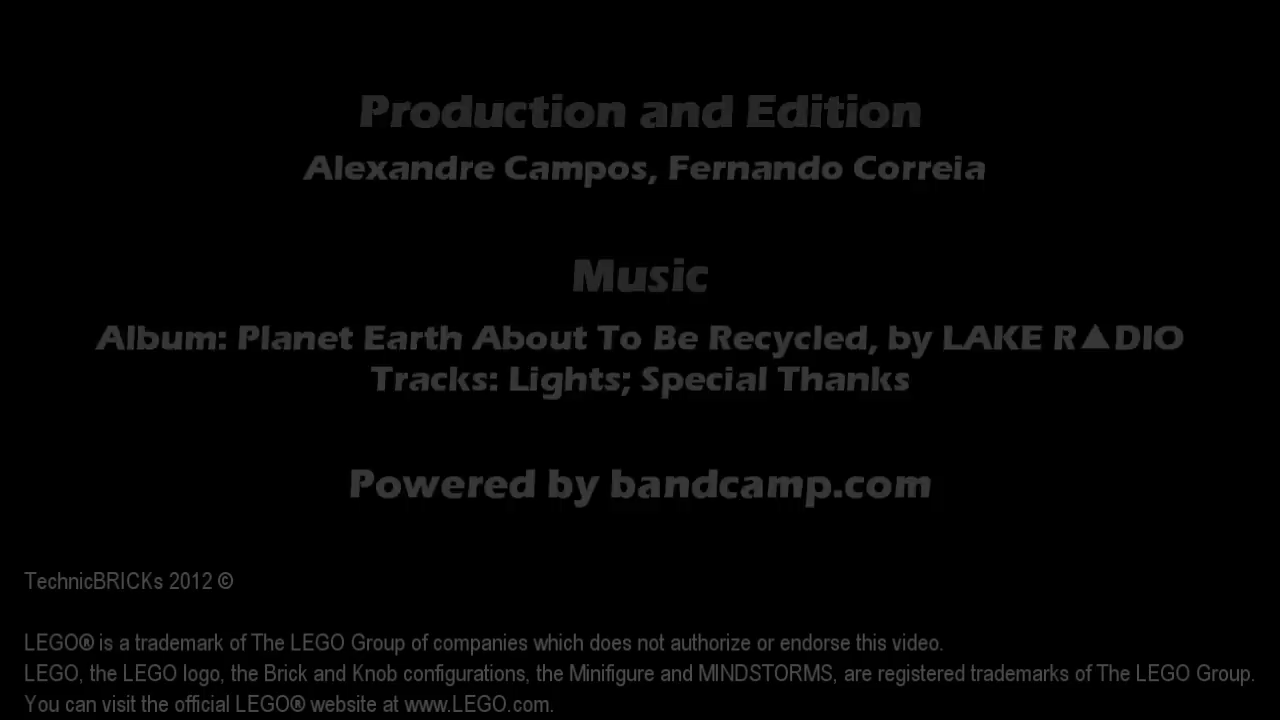 Production and Edition
Alexandre Campos, Fernando Correia
Music
Album: Planet Earth About To Be Recycled, by LAKE R▲DIO
Tracks: Lights; Special Thanks
Powered by bandcamp.com
TechnicBRICKs 2012 ©
LEGO® is a trademark of The LEGO Group of companies which does not authorize or endorse this video.
LEGO, the LEGO logo, the Brick and Knob configurations, the Minifigure and MINDSTORMS, are registered trademarks of The LEGO Group.
You can visit the official LEGO® website at www.LEGO.com.